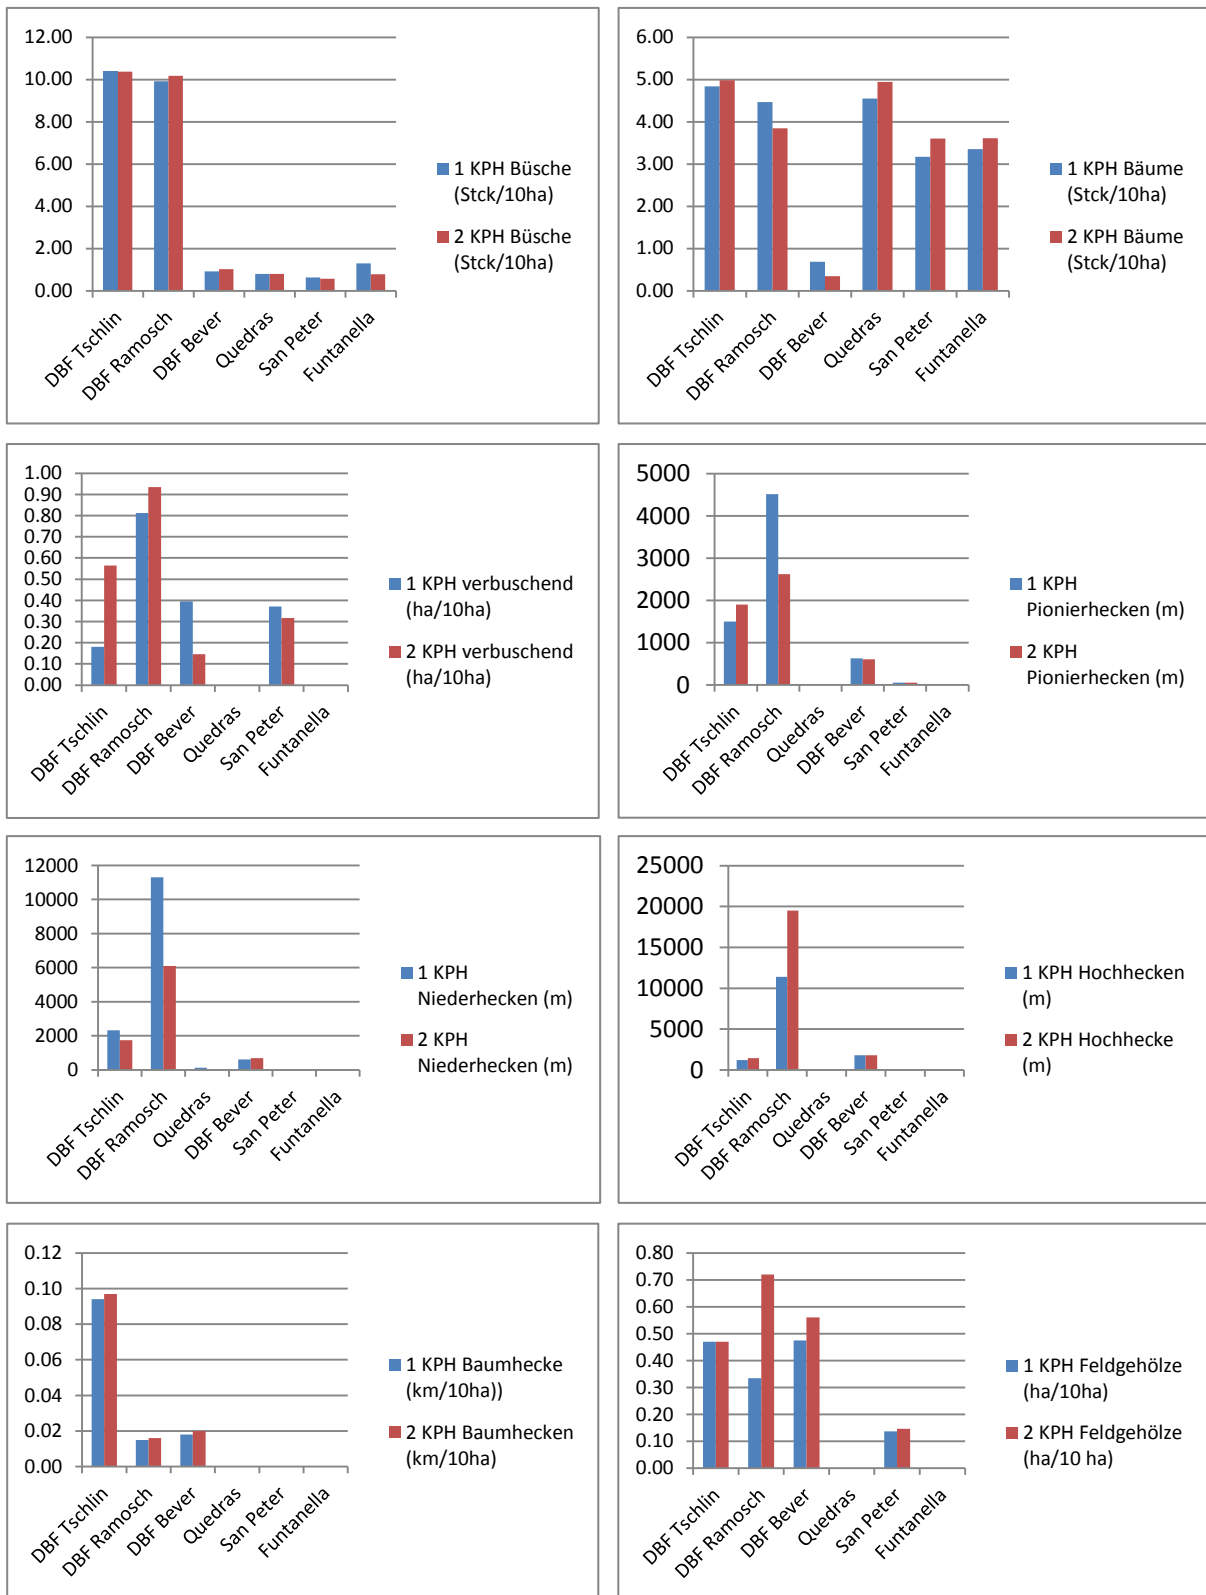 12.00
10.00
8.00
6.00
4.00
2.00
0.00
DBF Tschlin
DBF Ramosch
DBF Bever
Quedras
San Peter
Funtanella
1 KPH Büsche
(Stck/10ha)
2 KPH Büsche
(Stck/10ha)
6.00
5.00
4.00
3.00
2.00
1.00
0.00
DBF Tschlin
DBF Ramosch
DBF Bever
Quedras
San Peter
Funtanella
1 KPH Bäume
(Stck/10ha)
2 KPH Bäume
(Stck/10ha)
1.00
0.90
0.80
0.70
0.60
0.50
0.40
0.30
0.20
0.10
0.00
DBF Tschlin
DBF Ramosch
DBF Bever
Quedras
San Peter
Funtanella
1 KPH verbuschend
(ha/10ha)
2 KPH verbuschend
(ha/10ha)
5000
4000
3000
2000
1000
0
DBF Tschlin
DBF Ramosch
Quedras
DBF Bever
San Peter
Funtanella
1 KPH
Pionierhecken (m)
2 KPH
Pionierhecken (m)
12000
10000
8000
6000
4000
2000
0
DBF Tschlin
DBF Ramosch
Quedras
DBF Bever
San Peter
Funtanella
1 KPH
Niederhecken (m)
2 KPH
Niederhecken (m)
25000
20000
15000
10000
5000
0
DBF Tschlin
DBF Ramosch
Quedras
DBF Bever
San Peter
Funtanella
1 KPH Hochhecken
(m)
2 KPH Hochhecke
(m)
0.12
0.10
0.08
0.06
0.04
0.02
0.00
DBF Tschlin
DBF Ramosch
DBF Bever
Quedras
San Peter
Funtanella
1 KPH Baumhecke
(km/10ha))
2 KPH Baumhecken
(km/10ha)
0.80
0.70
0.60
0.50
0.40
0.30
0.20
0.10
0.00
DBF Tschlin
DBF Ramosch
DBF Bever
Quedras
San Peter
Funtanella
1 KPH Feldgehölze
(ha/10ha)
2 KPH Feldgehölze
(ha/10 ha)